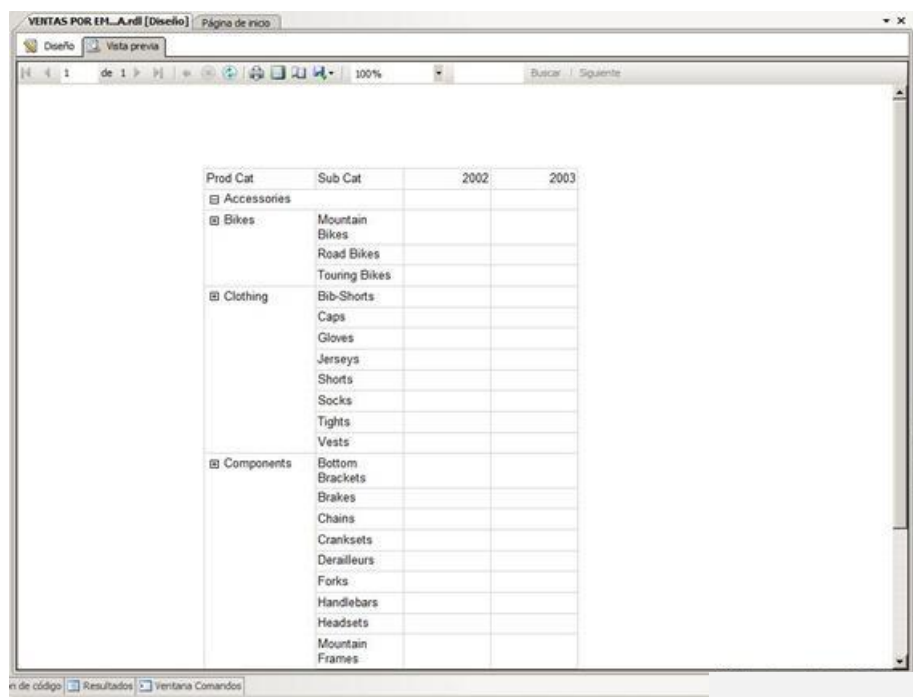 VENTAS POR EM...A.rdl [Diseño] Página de inicio
Diseño Vista previa
1 de 1 100% Buscar | Siguiente
Prod Cat Sub Cat 2002 2003
Accessories
Bikes Mountain
Bikes
Road Bikes
Touring Bikes
Clothing Bib-Shorts
Caps
Gloves
Jerseys
Shorts
Socks
Tights
Vests
Components Bottom
Brackets
Brakes
Chains
Cranksets
Derailleurs
Forks
Handlebars
Headsets
Mountain
Frames
n de código Resultados Ventana Comandos